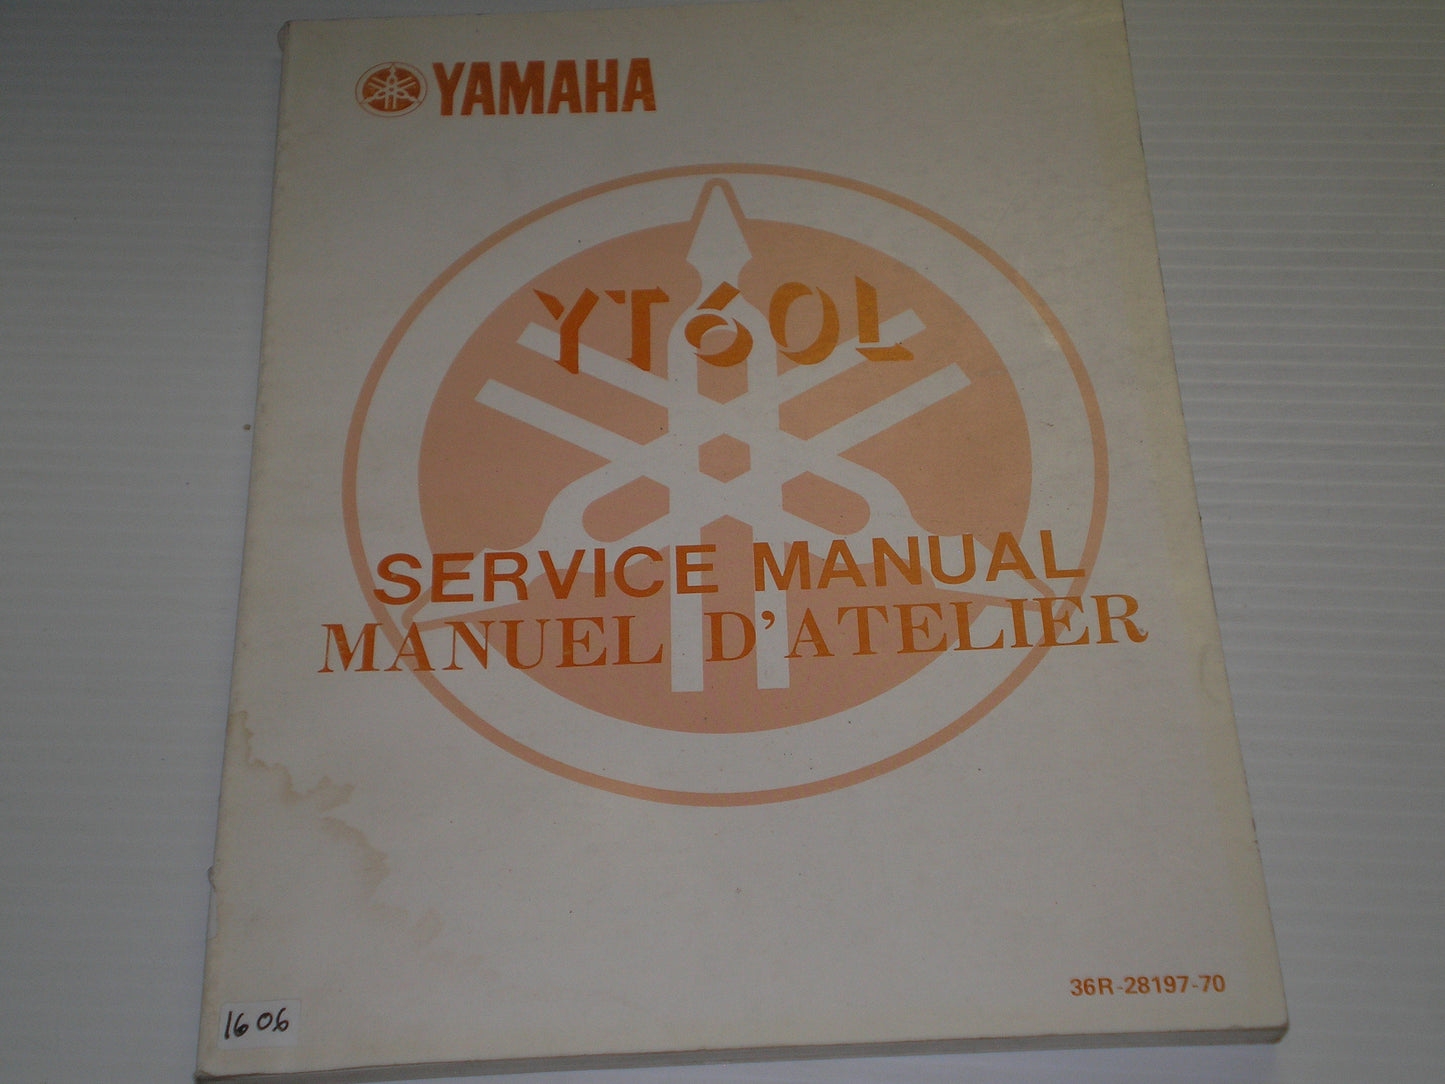 YAMAHA
YT60L
SERVICE MANUAL
MANUEL D'ATELIER
36R-28197-70
1606